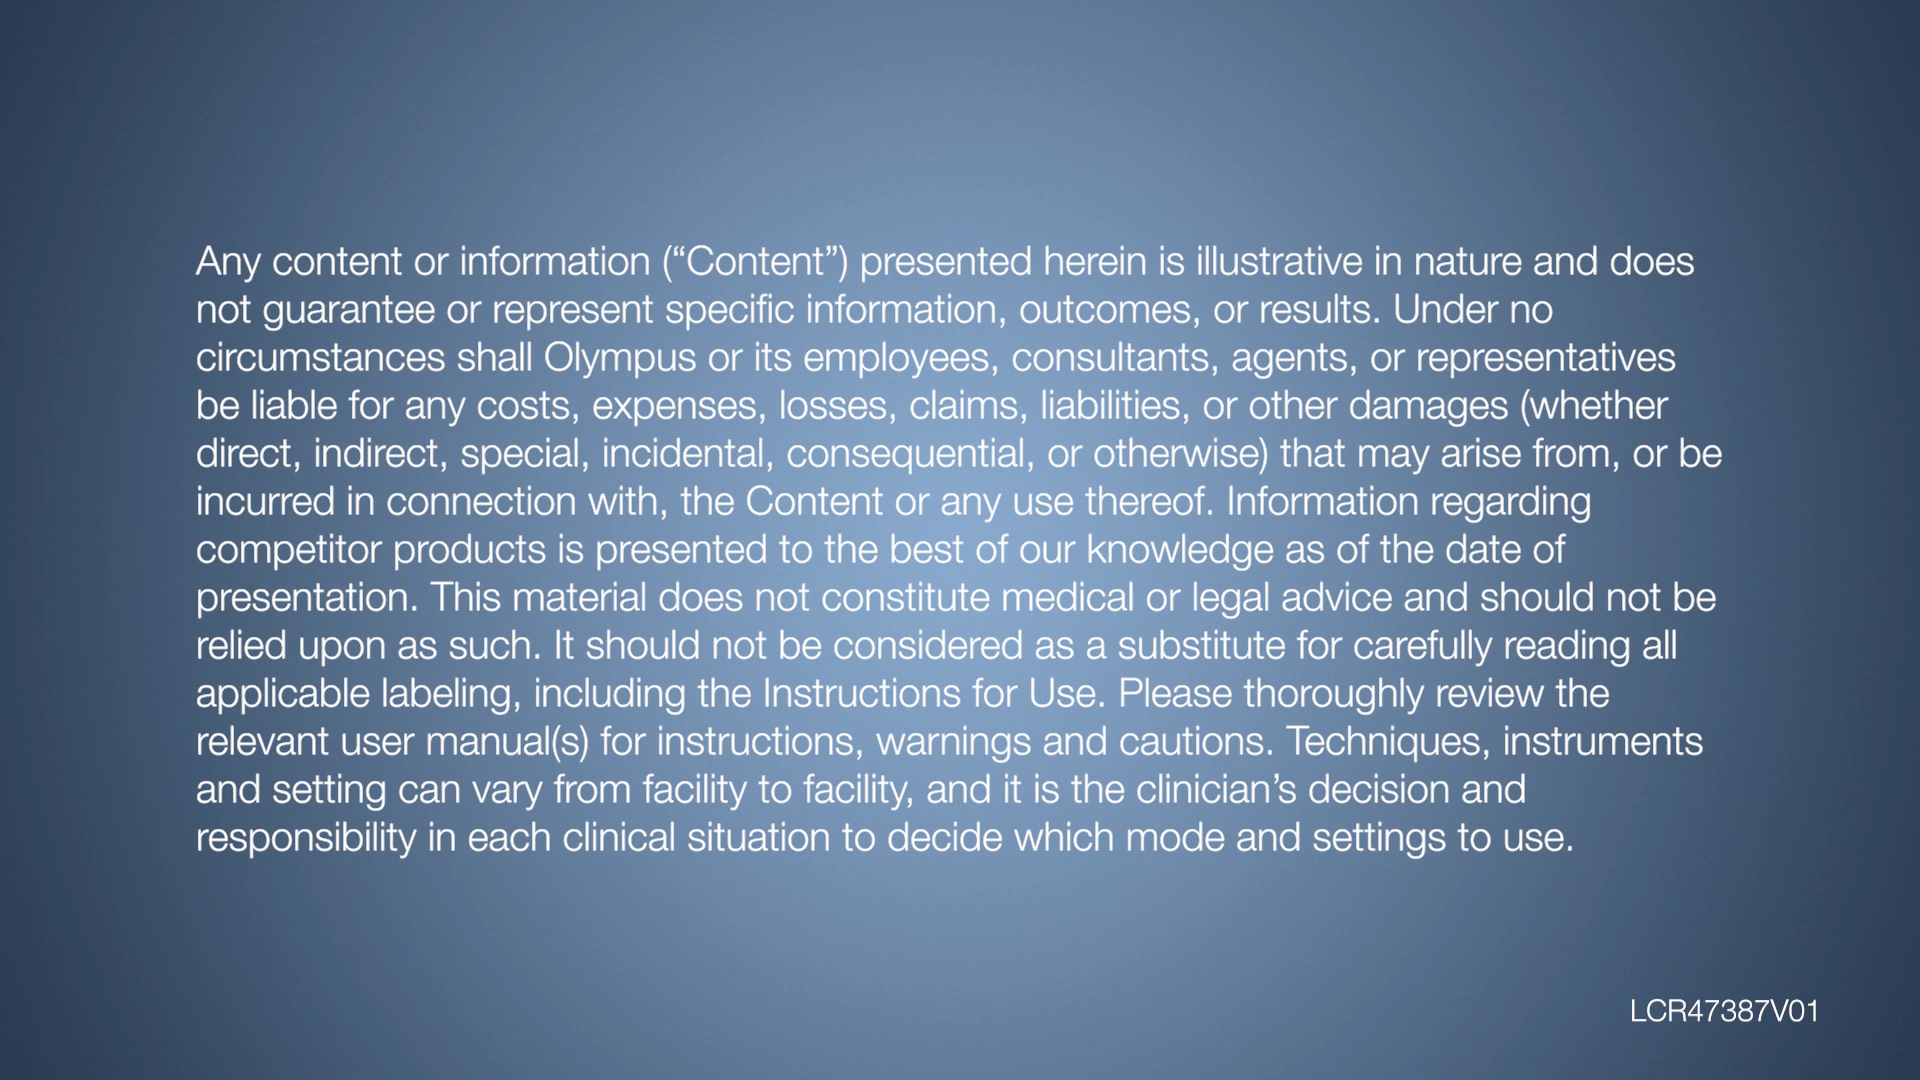 Any content or information (“Content”) presented herein is illustrative in nature and does
not guarantee or represent specific information, outcomes, or results. Under no
circumstances shall Olympus or its employees, consultants, agents, or representatives
be liable for any costs, expenses, losses, claims, liabilities, or other damages (whether
direct, indirect, special, incidental, consequential, or otherwise) that may arise from, or be
incurred in connection with, the Content or any use thereof. Information regarding
competitor products is presented to the best of our knowledge as of the date of
presentation. This material does not constitute medical or legal advice and should not be
relied upon as such. It should not be considered as a substitute for carefully reading all
applicable labeling, including the Instructions for Use. Please thoroughly review the
relevant user manual(s) for instructions, warnings and cautions. Techniques, instruments
and setting can vary from facility to facility, and it is the clinician’s decision and
responsibility in each clinical situation to decide which mode and settings to use.
LCR47387V01